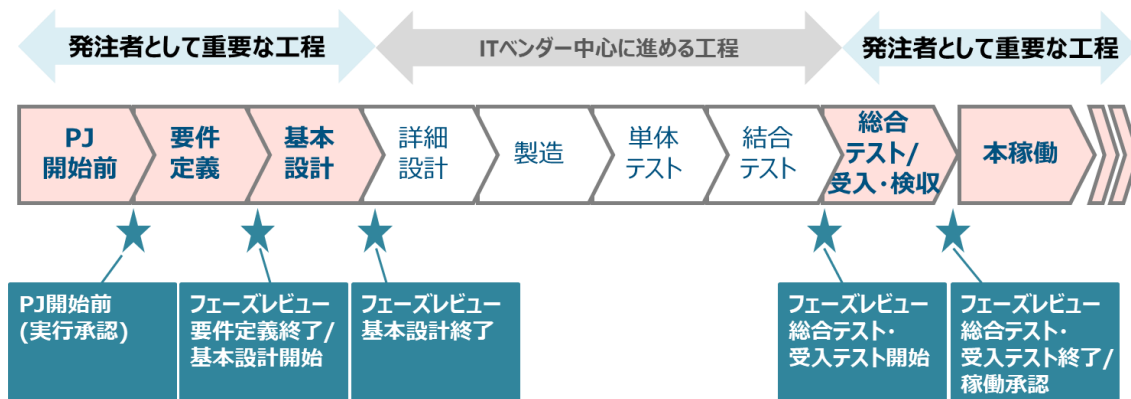 発注者として重要な工程
ITベンダー中心に進める工程
発注者として重要な工程
PJ
開始前
要件
定義
基本
設計
詳細
設計
製造
単体
テスト
結合
テスト
総合
テスト/
受入・検収
本稼働
PJ開始前
(実行承認)
フェーズレビュー
要件定義終了/
基本設計開始
フェーズレビュー
基本設計終了
フェーズレビュー
総合テスト・
受入テスト開始
フェーズレビュー
総合テスト・
受入テスト終了/
稼働承認